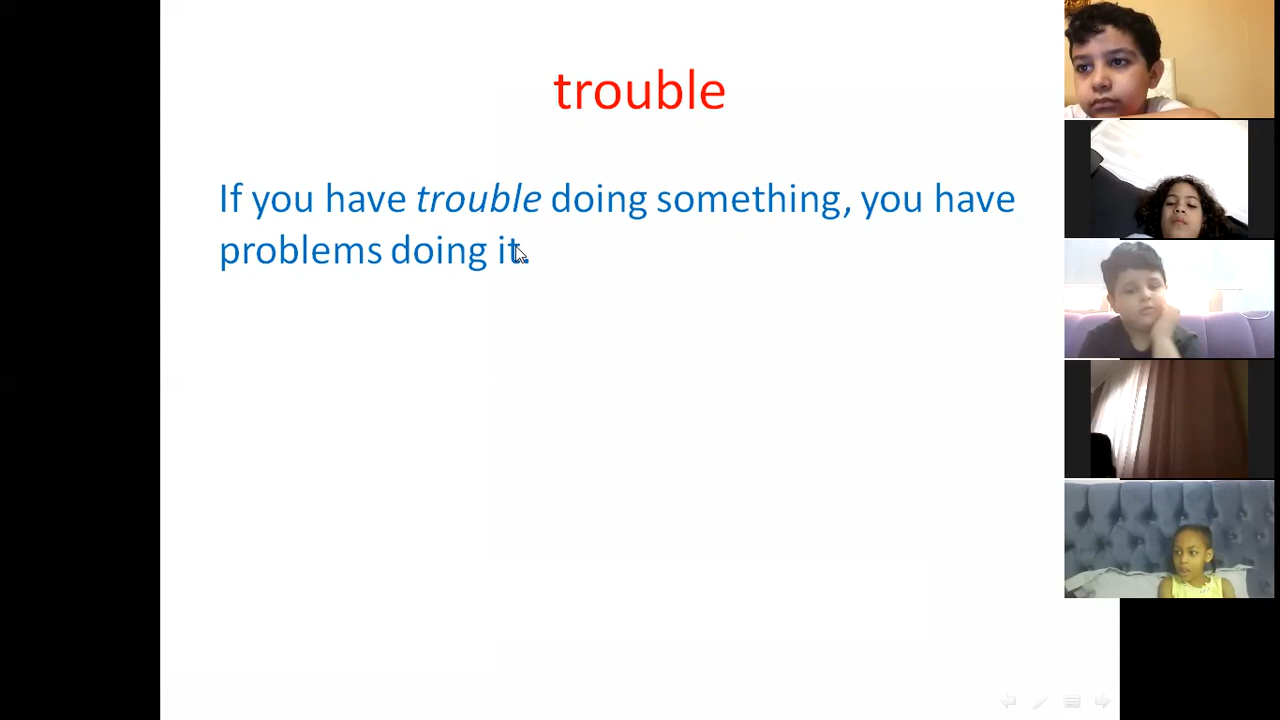 trouble
If you have trouble doing something, you have
problems doing it.